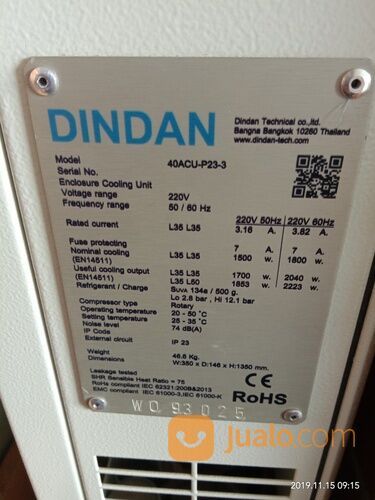 DINDAN
Dindan Technical co.,ltd.
Bangna Bangkok 10260 Thailand
www.dindan-tech.com
Model 40ACU-P23-3
Serial No.
Enclosure Cooling Unit
Voltage range 220V
Frequency range 50 / 60 Hz
220V 50Hz 220V 60Hz
Rated current L35 L35 3.16 A. 3.82 A.
Fuse protecting 7 A. 7 A.
Nominal cooling L35 L35 1500 w. 1800 w.
(EN14511)
Useful cooling output L35 L35 1700 w. 2040 w.
(EN14511) L35 L50 1853 w. 2223 w.
Refrigerant / Charge Suva 134a / 500 g.
Lo 2.8 bar , Hi 12.1 bar
Compressor type Rotary
Operating temperature 20 - 50°C
Setting temperature 25 - 35°C
Noise level 74 dB(A)
IP Code
External circuit IP 23
Weight 46.5 Kg.
Dimensions W:350 x D:146 x H:1350 mm.
Leakage tested
SHR Sensible Heat Ratio = 75
RoHs compliant IEC 62331:2008&2013
EMC compliant IEC 61000-3,IEC 61000-K
CE
RoHS
WO 93025
jualo.com
2019.11.15 09:15